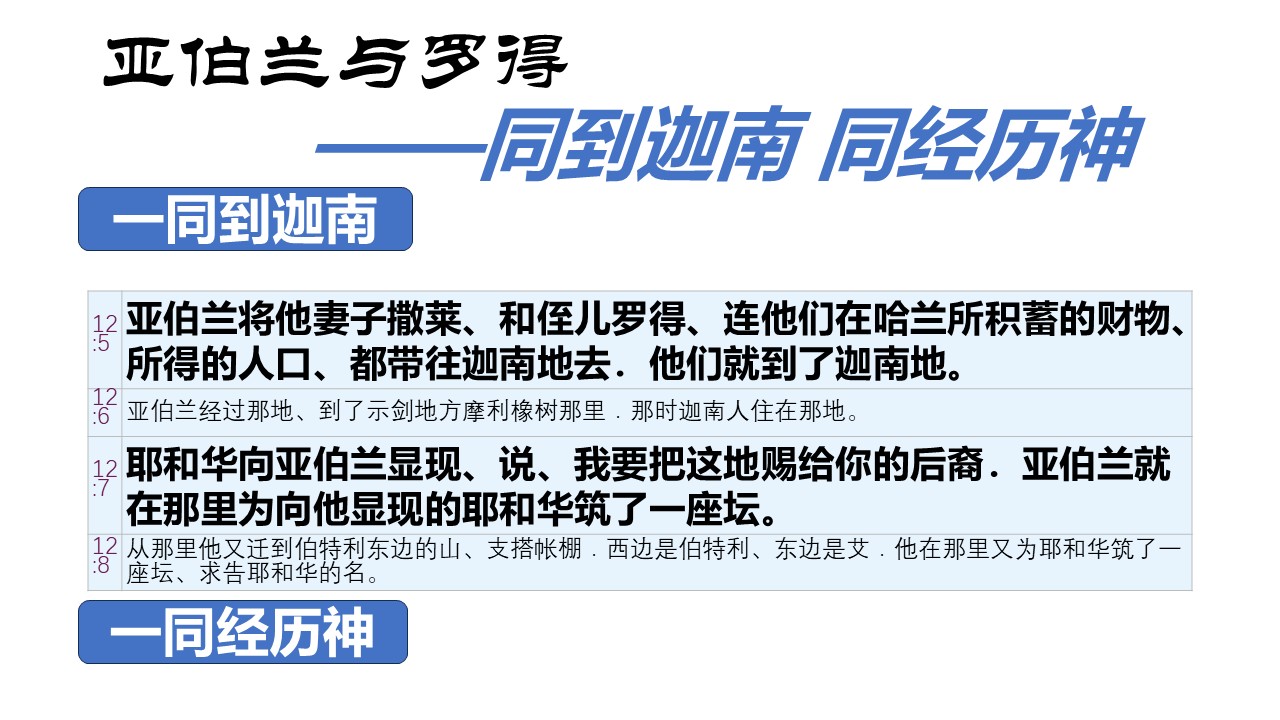 亚伯兰与罗得
——同到迦南 同经历神
一同到迦南
12:5 亚伯兰将他妻子撒莱、和侄儿罗得、连他们在哈兰所积蓄的财物、
所得的人口、都带往迦南地去．他们就到了迦南地。
12:6 亚伯兰经过那地、到了示剑地方摩利橡树那里．那时迦南人住在那地。
12:7 耶和华向亚伯兰显现、说、我要把这地赐给你的后裔．亚伯兰就
在那里为向他显现的耶和华筑了一座坛。
12:8 从那里他又迁到伯特利东边的山、支搭帐棚．西边是伯特利、东边是艾．他在那里又为耶和华筑了一
座坛、求告耶和华的名。
一同经历神